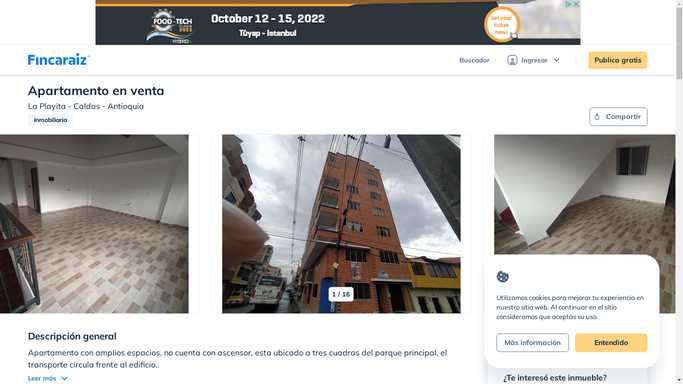 FOOD-TECH
October 12 - 15, 2022
Tüyap - Istanbul
Get your ticket now!
Fincaraiz
Buscador
Ingresar
Publica gratis
Apartamento en venta
La Playita - Caldas - Antioquia
Inmobiliaria
Compartir
1 / 16
Utilizamos cookies para mejorar tu experiencia en
nuestro sitio web. Al continuar en el sitio
consideramos que aceptas su uso.
Más información
Entendido
Descripción general
Apartamento con amplios espacios, no cuenta con ascensor, esta ubicado a tres cuadras del parque principal, el
transporte circula frente al edificio..
Leer más
¿Te interesó este inmueble?